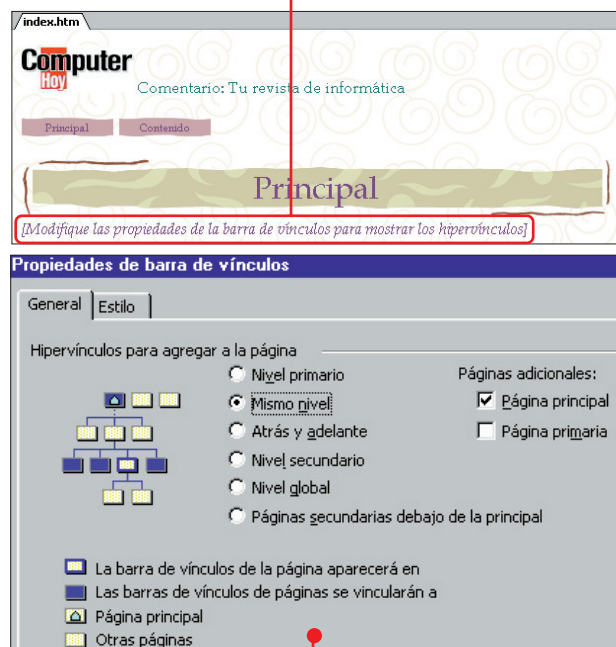 index.htm
Computer
Hoy
Comentario: Tu revista de informática
Principal Contenido
Principal
[Modifique las propiedades de la barra de vínculos para mostrar los hipervínculos]
Propiedades de barra de vínculos
General Estilo
Hipervínculos para agregar a la página
Nivel primario
Mismo nivel
Atrás y adelante
Nivel secundario
Nivel global
Páginas secundarias debajo de la principal
Páginas adicionales:
Página principal
Página primaria
La barra de vínculos de la página aparecerá en
Las barras de vínculos de páginas se vincularán a
Página principal
Otras páginas